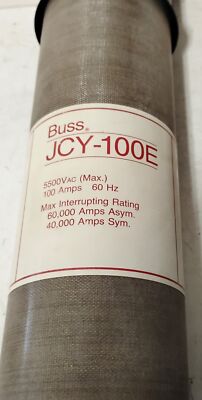 Buss®
JCY-100E
5500VAC (Max.)
100 Amps 60 Hz
Max Interrupting Rating
60,000 Amps Asym.
40,000 Amps Sym.